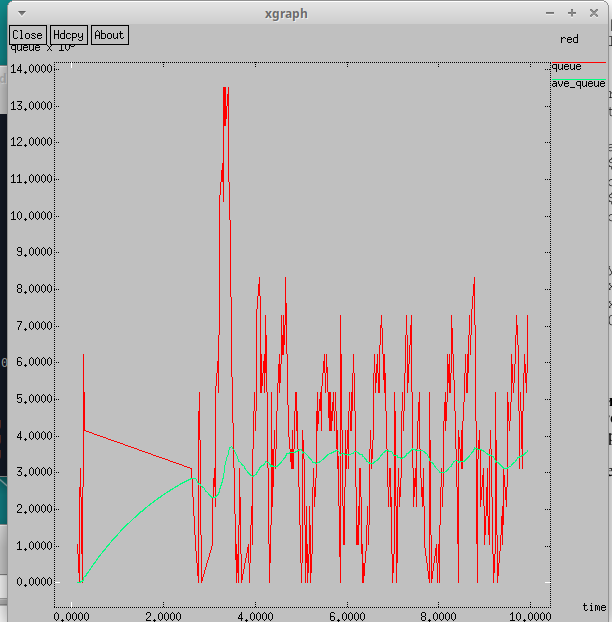 xgraph
Close Hdcpy About
queue x 10³
red
queue
ave_queue
14.0000
13.0000
12.0000
11.0000
10.0000
9.0000
8.0000
7.0000
6.0000
5.0000
4.0000
3.0000
2.0000
1.0000
0.0000
time
0.0000 2.0000 4.0000 6.0000 8.0000 10.0000